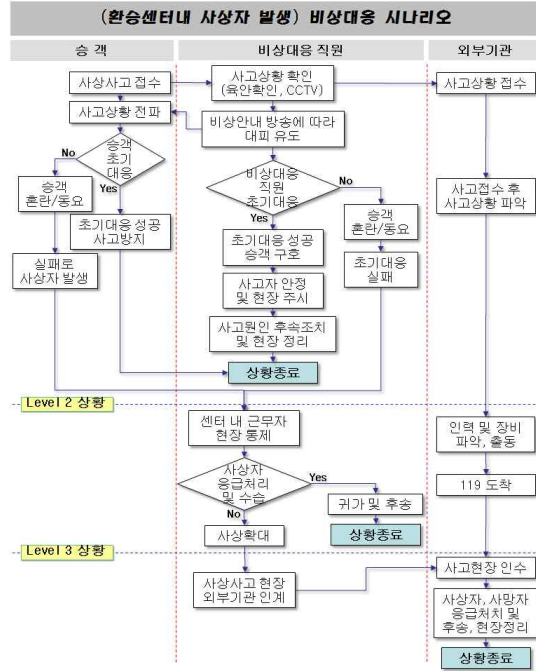 (환승센터내 사상자 발생) 비상대응 시나리오
승 객
비상대응 직원
외부기관
사상사고 접수
사고상황 확인
(육안확인, CCTV)
사고상황 접수
사고상황 전파
비상안내 방송에 따라
대피 유도
승객
초기
대응
No
Yes
비상대응
직원
초기대응
No
Yes
승객
혼란/동요
초기대응 성공
사고방지
승객
혼란/동요
사고접수 후
사고상황 파악
초기대응 성공
승객 구호
실패로
사상자 발생
초기대응
실패
사고자 안정
및 현장 주시
사고원인 후속조치
및 현장 정리
상황종료
Level 2 상황
센터 내 근무자
현장 통제
인력 및 장비
파악, 출동
사상자
응급처리
및 수습
Yes
No
119 도착
귀가 및 후송
사상확대
상황종료
Level 3 상황
사상사고 현장
외부기관 인계
사고현장 인수
사상자, 사망자
응급처치 및
후송, 현장정리
상황종료